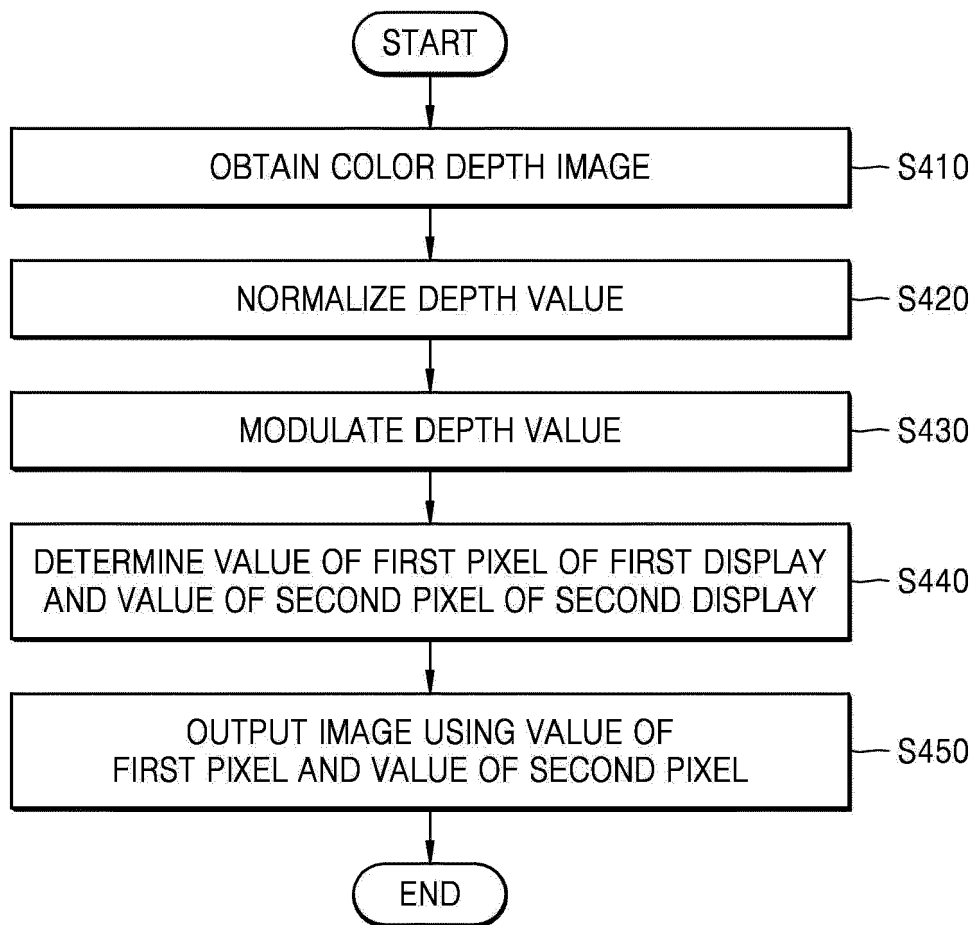 START
OBTAIN COLOR DEPTH IMAGE
S410
NORMALIZE DEPTH VALUE
S420
MODULATE DEPTH VALUE
S430
DETERMINE VALUE OF FIRST PIXEL OF FIRST DISPLAY
AND VALUE OF SECOND PIXEL OF SECOND DISPLAY
S440
OUTPUT IMAGE USING VALUE OF
FIRST PIXEL AND VALUE OF SECOND PIXEL
S450
END